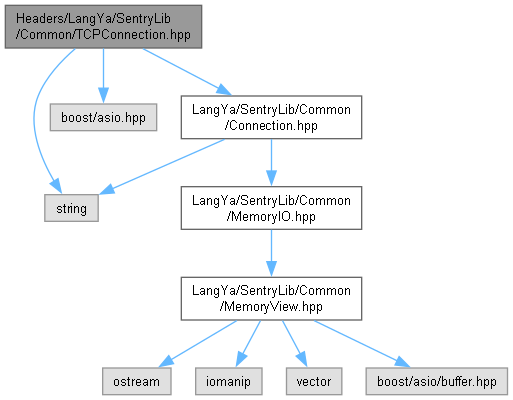 Headers/LangYa/SentryLib
/Common/TCPConnection.hpp
boost/asio.hpp
LangYa/SentryLib/Common
/Connection.hpp
string
LangYa/SentryLib/Common
/MemoryIO.hpp
LangYa/SentryLib/Common
/MemoryView.hpp
ostream
iomanip
vector
boost/asio/buffer.hpp